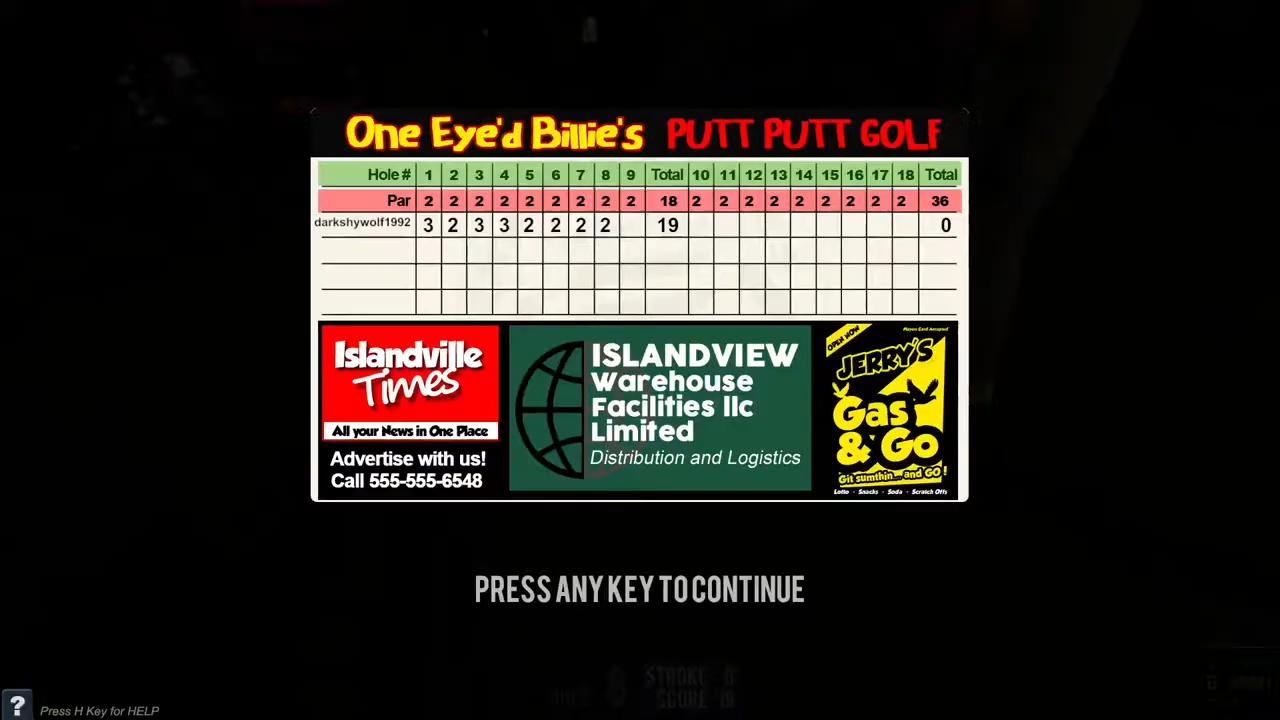 One Eye'd Billie's PUTT PUTT GOLF
Hole # 1 2 3 4 5 6 7 8 9 Total 10 11 12 13 14 15 16 17 18 Total
Par 2 2 2 2 2 2 2 2 2 18 2 2 2 2 2 2 2 2 2 36
darkshywolf1992 3 2 3 3 2 2 2 2 19 0
Islandville
Times
All your News in One Place
Advertise with us!
Call 555-555-6548
ISLANDVIEW
Warehouse
Facilities llc
Limited
Distribution and Logistics
OPEN NOW
JERRY'S
Gas
& Go
Git sumthin... and GO!
Lotto - Snacks - Soda - Scratch Offs
PRESS ANY KEY TO CONTINUE
STROKE
SCORE 19
? Press H Key for HELP